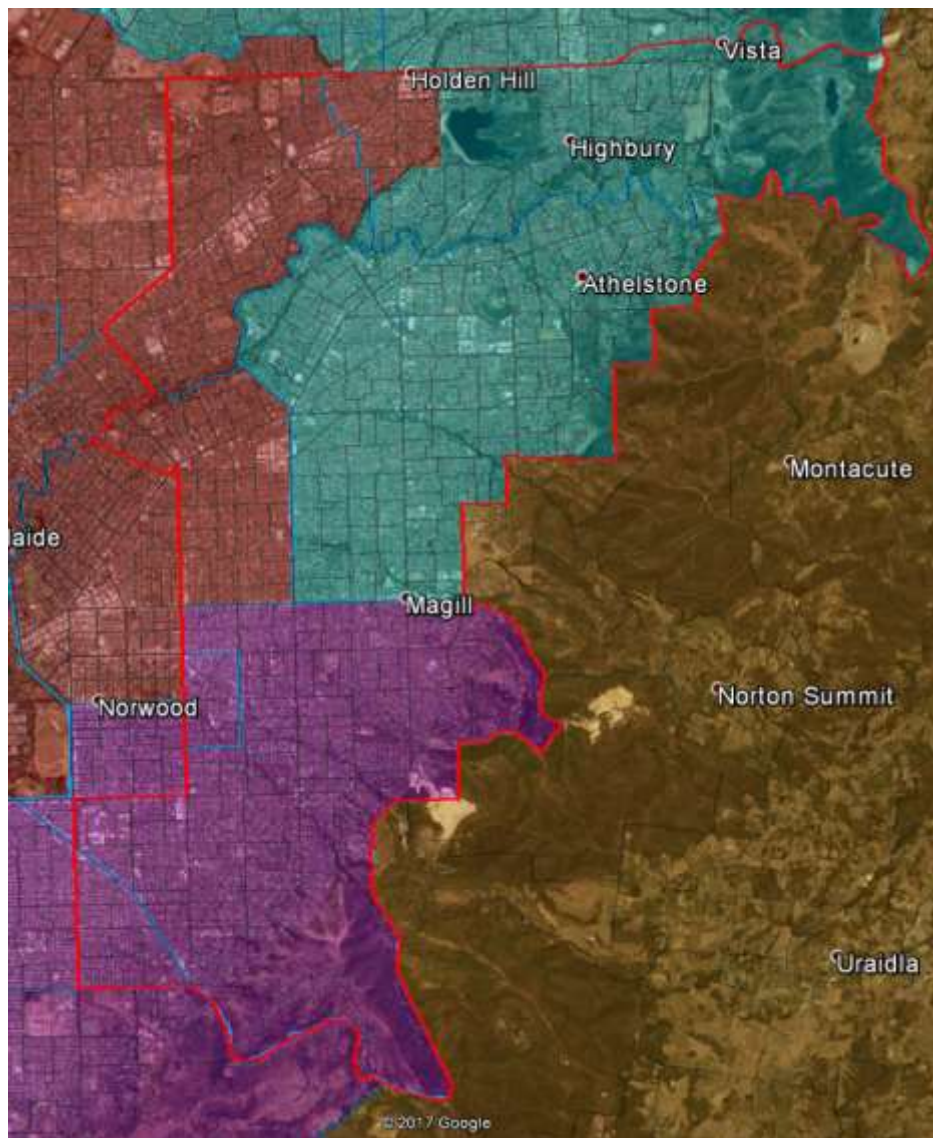 Vista
Holden Hill
Highbury
Athelstone
Montacute
laide
Magill
Norton Summit
Norwood
Uraidla
©2017 Google